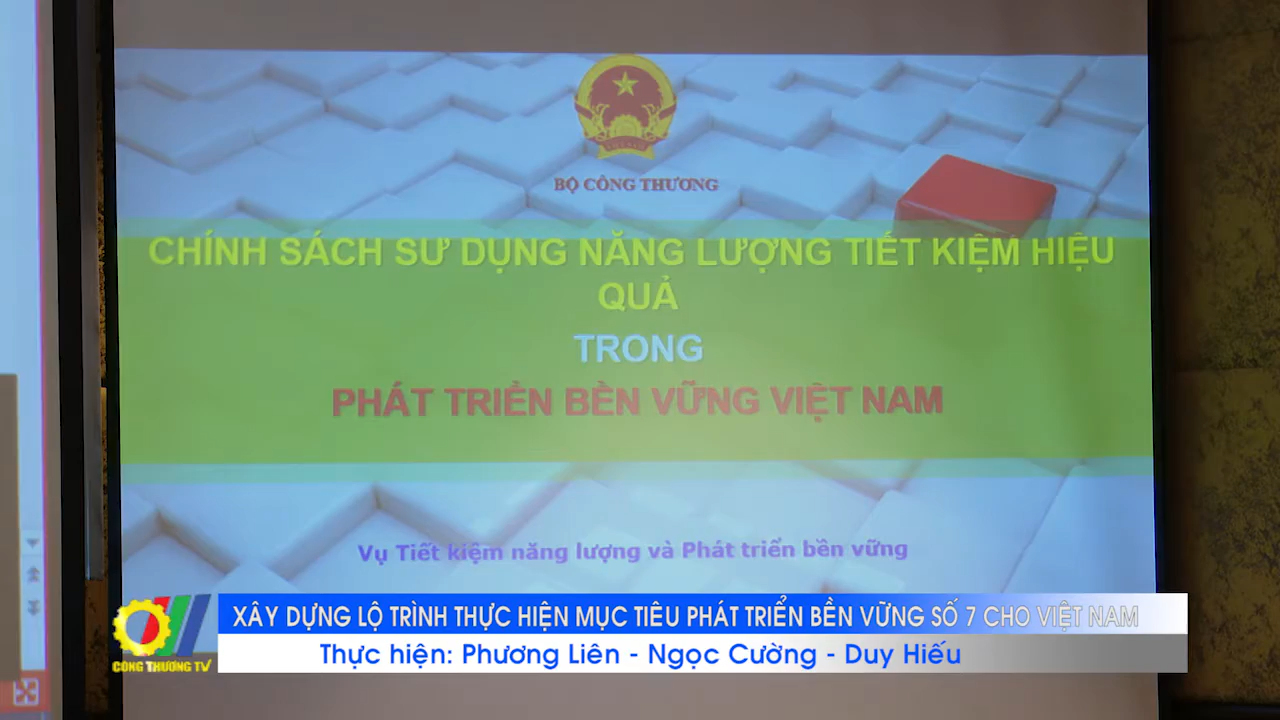 BỘ CÔNG THƯƠNG
CHÍNH SÁCH SƯ DỤNG NĂNG LƯỢNG TIẾT KIỆM HIỆU
QUẢ
TRONG
PHÁT TRIỂN BỀN VỮNG VIỆT NAM
Vụ Tiết kiệm năng lượng và Phát triển bền vững
XÂY DỰNG LỘ TRÌNH THỰC HIỆN MỤC TIÊU PHÁT TRIỂN BỀN VỮNG SỐ 7 CHO VIỆT NAM
Thực hiện: Phương Liên - Ngọc Cường - Duy Hiếu
CÔNG THƯƠNG TV